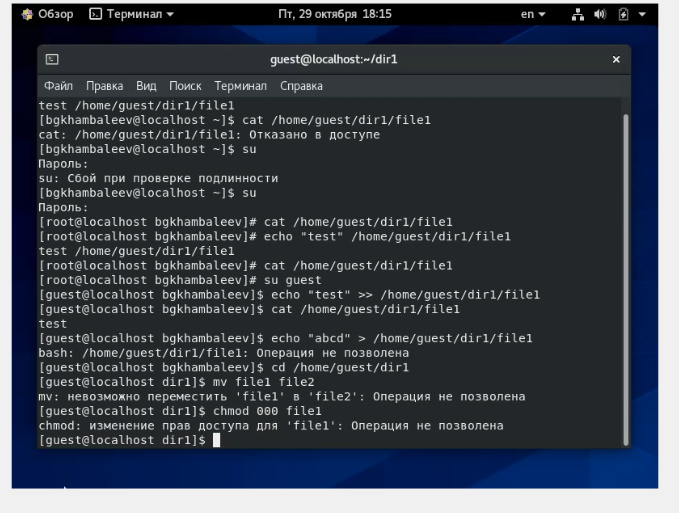 Обзор Терминал Пт, 29 октября 18:15 en
guest@localhost:~/dir1
Файл Правка Вид Поиск Терминал Справка
test /home/guest/dir1/file1
[bgkhambaleev@localhost ~]$ cat /home/guest/dir1/file1
cat: /home/guest/dir1/file1: Отказано в доступе
[bgkhambaleev@localhost ~]$ su
Пароль:
su: Сбой при проверке подлинности
[bgkhambaleev@localhost ~]$ su
Пароль:
[root@localhost bgkhambaleev]# cat /home/guest/dir1/file1
[root@localhost bgkhambaleev]# echo "test" /home/guest/dir1/file1
test /home/guest/dir1/file1
[root@localhost bgkhambaleev]# cat /home/guest/dir1/file1
[root@localhost bgkhambaleev]# su guest
[guest@localhost bgkhambaleev]$ echo "test" >> /home/guest/dir1/file1
[guest@localhost bgkhambaleev]$ cat /home/guest/dir1/file1
test
[guest@localhost bgkhambaleev]$ echo "abcd" > /home/guest/dir1/file1
bash: /home/guest/dir1/file1: Операция не позволена
[guest@localhost bgkhambaleev]$ cd /home/guest/dir1
[guest@localhost dir1]$ mv file1 file2
mv: невозможно переместить 'file1' в 'file2': Операция не позволена
[guest@localhost dir1]$ chmod 000 file1
chmod: изменение прав доступа для 'file1': Операция не позволена
[guest@localhost dir1]$